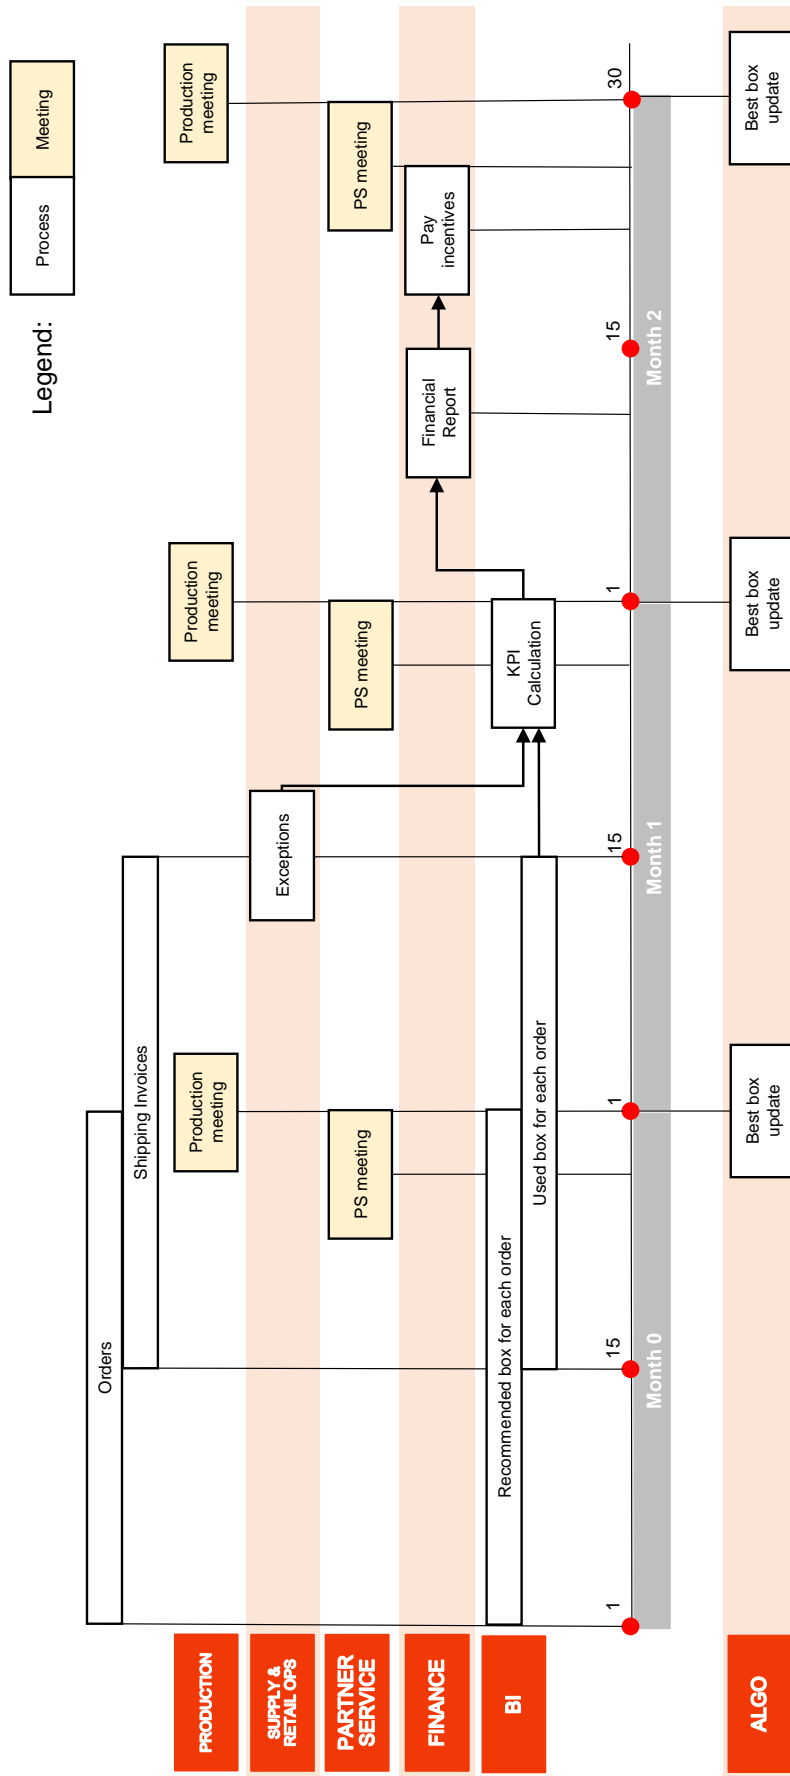 Legend:
Process
Meeting
Orders
Shipping Invoices
PRODUCTION
Production
meeting
Production
meeting
Production
meeting
SUPPLY &
RETAIL OPS
Exceptions
PARTNER
SERVICE
PS meeting
PS meeting
PS meeting
FINANCE
Financial
Report
Pay
incentives
BI
Recommended box for each order
Used box for each order
KPI
Calculation
1
15
1
15
1
15
30
Month 0
Month 1
Month 2
ALGO
Best box
update
Best box
update
Best box
update